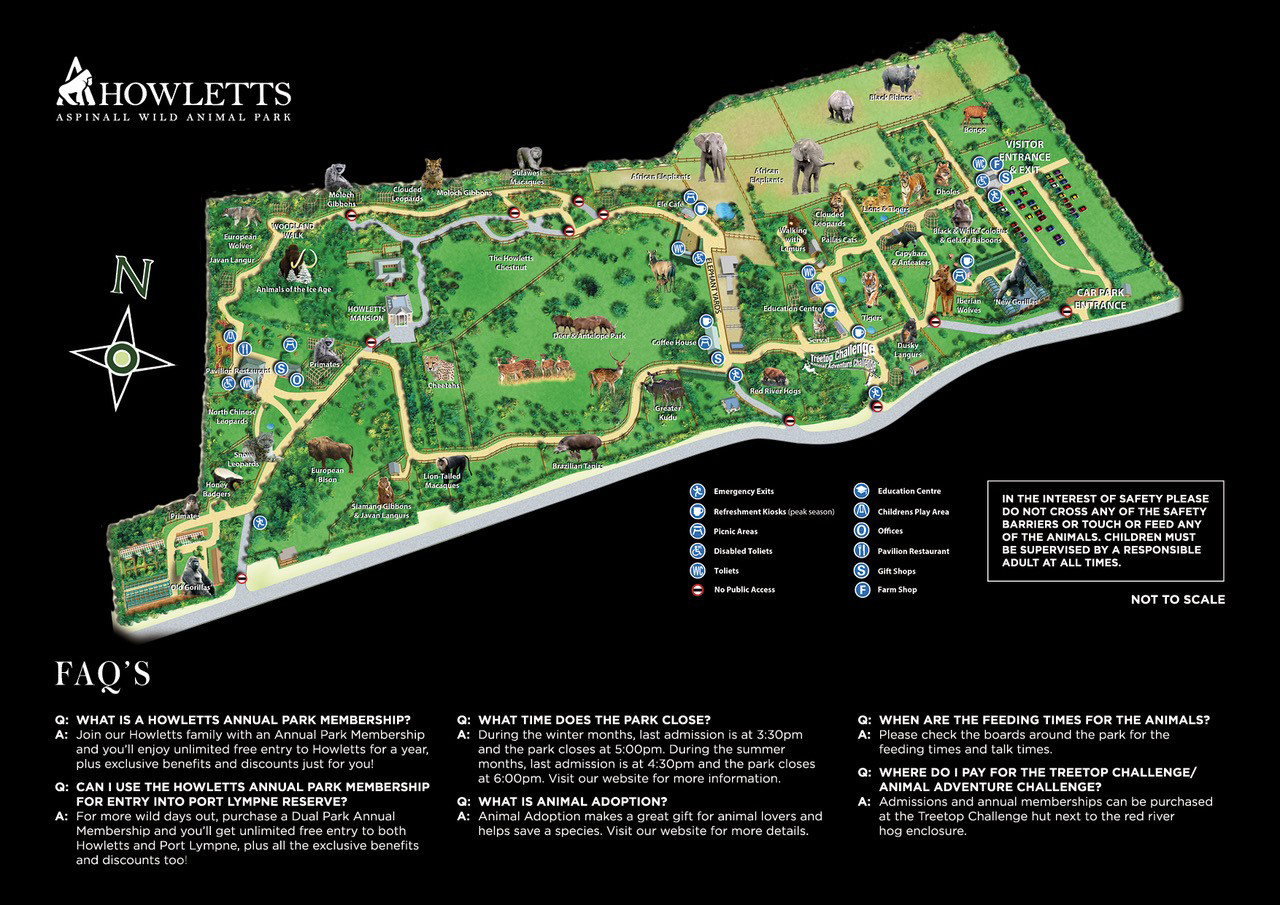 HOWLETTS
ASPINALL WILD ANIMAL PARK
N
Black Rhinos
Bongo
VISITOR
ENTRANCE
& EXIT
African Elephants
African
Elephants
Dholes
Lions & Tigers
Sulawesi
Macaques
Moloch Gibbons
Clouded
Leopards
Moloch
Gibbons
European
Wolves
WOODLAND
WALK
Javan Langur
Animals of the Ice Age
The Howletts
Chestnut
Ele Cafe
Walking
with
Lemurs
Clouded
Leopards
Pallas Cats
Black & White Colobus
& Gelada Baboons
Capybara
& Anteaters
ELEPHANT YARDS
Education Centre
Tigers
Iberian
Wolves
'New Gorillas'
CAR PARK
ENTRANCE
HOWLETTS
MANSION
Deer & Antelope Park
Coffee House
Serval
Treetop Challenge
Animal Adventure Challenge
Dusky
Langurs
Red River Hogs
Pavilion Restaurant
Primates
Cheetahs
Greater
Kudu
North Chinese
Leopards
Snow
Leopards
Honey
Badgers
European
Bison
Lion-Tailed
Macaques
Brazilian Tapirs
Siamang Gibbons
& Javan Langurs
Primates
'Old Gorillas'
WC
WC
WC
WC
F
S
S
S
O
Emergency Exits
Refreshment Kiosks (peak season)
Picnic Areas
Disabled Toliets
WC Toliets
No Public Access
Education Centre
Childrens Play Area
O Offices
Pavilion Restaurant
S Gift Shops
F Farm Shop
IN THE INTEREST OF SAFETY PLEASE
DO NOT CROSS ANY OF THE SAFETY
BARRIERS OR TOUCH OR FEED ANY
OF THE ANIMALS. CHILDREN MUST
BE SUPERVISED BY A RESPONSIBLE
ADULT AT ALL TIMES.
NOT TO SCALE
FAQ'S
Q: WHAT IS A HOWLETTS ANNUAL PARK MEMBERSHIP?
A: Join our Howletts family with an Annual Park Membership
and you'll enjoy unlimited free entry to Howletts for a year,
plus exclusive benefits and discounts just for you!
Q: CAN I USE THE HOWLETTS ANNUAL PARK MEMBERSHIP
FOR ENTRY INTO PORT LYMPNE RESERVE?
A: For more wild days out, purchase a Dual Park Annual
Membership and you'll get unlimited free entry to both
Howletts and Port Lympne, plus all the exclusive benefits
and discounts too!
Q: WHAT TIME DOES THE PARK CLOSE?
A: During the winter months, last admission is at 3:30pm
and the park closes at 5:00pm. During the summer
months, last admission is at 4:30pm and the park closes
at 6:00pm. Visit our website for more information.
Q: WHAT IS ANIMAL ADOPTION?
A: Animal Adoption makes a great gift for animal lovers and
helps save a species. Visit our website for more details.
Q: WHEN ARE THE FEEDING TIMES FOR THE ANIMALS?
A: Please check the boards around the park for the
feeding times and talk times.
Q: WHERE DO I PAY FOR THE TREETOP CHALLENGE/
ANIMAL ADVENTURE CHALLENGE?
A: Admissions and annual memberships can be purchased
at the Treetop Challenge hut next to the red river
hog enclosure.